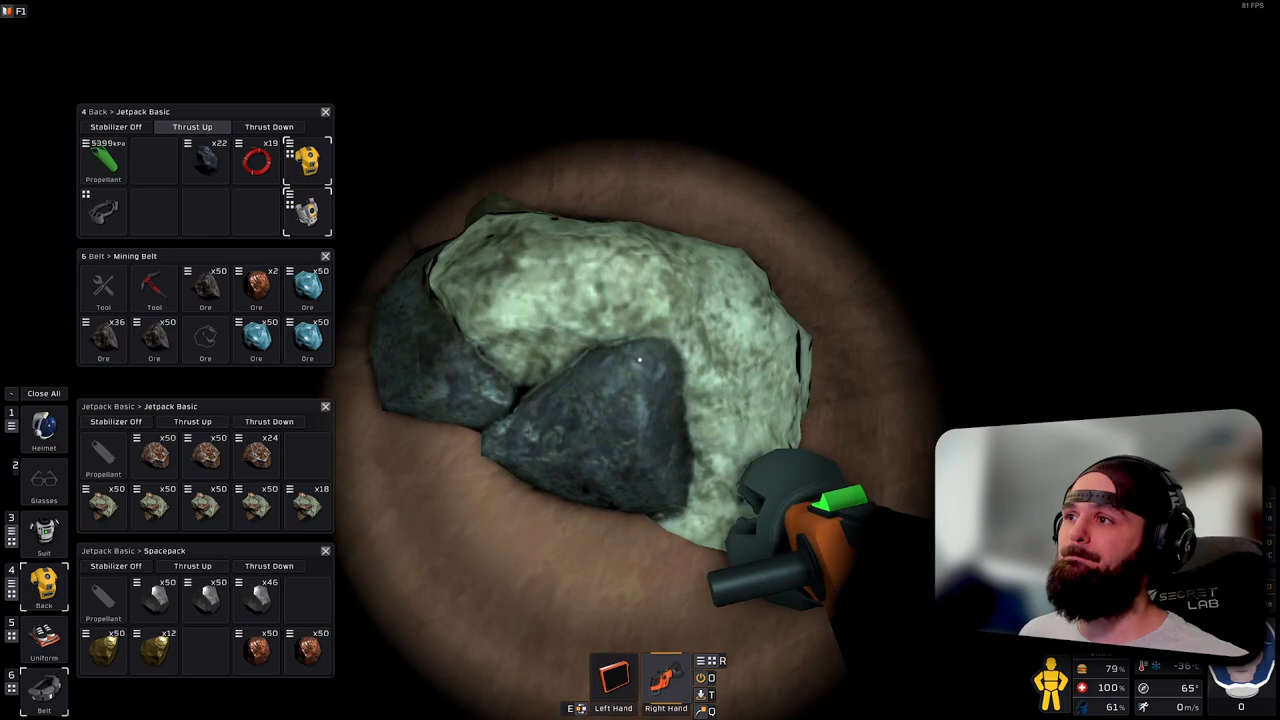 F1
81 FPS
4 Back > Jetpack Basic
Stabilizer Off Thrust Up Thrust Down
5399kPa x22 x19
Propellant
6 Belt > Mining Belt
x50 x2 x50
Tool Tool Ore Ore Ore
x36 x50 x50 x50
Ore Ore Ore Ore Ore
Close All
1
Helmet
2
Glasses
3
Suit
4
Back
5
Uniform
6
Belt
Jetpack Basic > Jetpack Basic
Stabilizer Off Thrust Up Thrust Down
x50 x50 x24
Propellant
x50 x50 x50 x50 x18
Jetpack Basic > Spacepack
Stabilizer Off Thrust Up Thrust Down
x50 x50 x46
Propellant
x50 x12 x50 x50
R
O
T
E Left Hand Right Hand Q
SECRET
LAB
79% -36°C
100% 65°
61% 0m/s
0